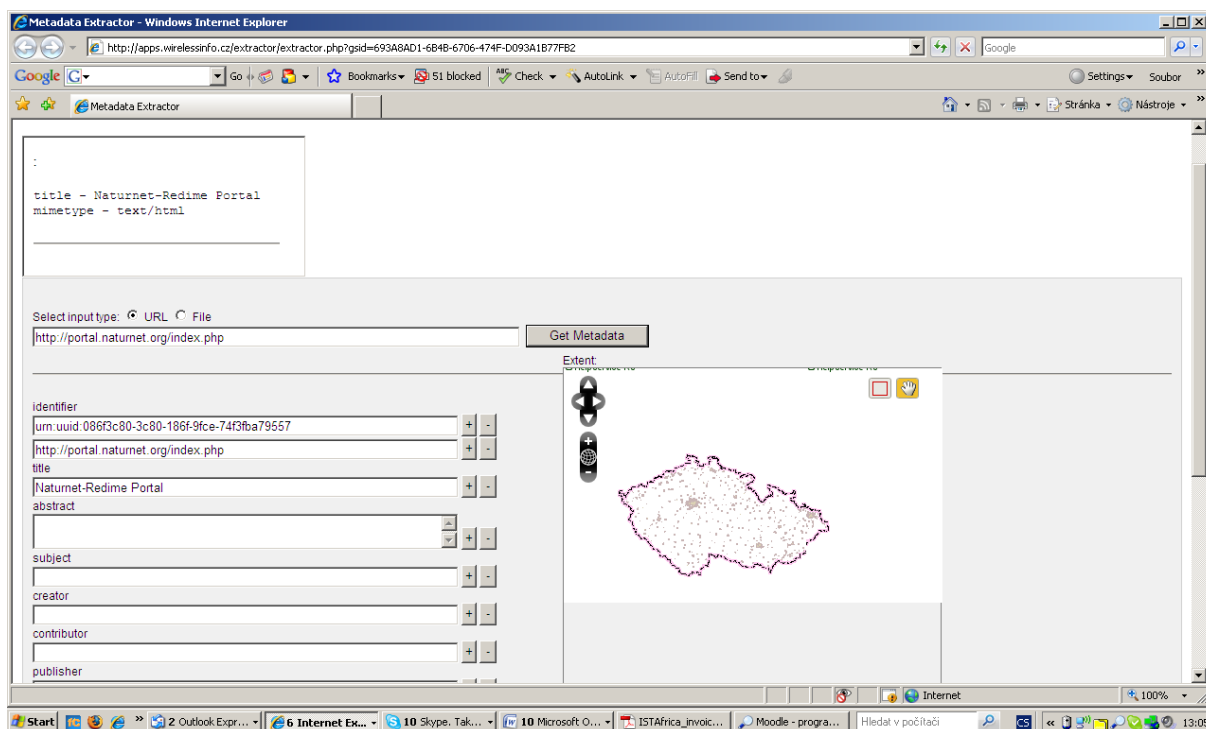 Metadata Extractor - Windows Internet Explorer
http://apps.wirelessinfo.cz/extractor/extractor.php?gsid=693A8AD1-6B4B-6706-474F-D093A1B77FB2
Google
Google G Go Bookmarks 51 blocked ABC Check AutoLink AutoFill Send to Settings Soubor »
Metadata Extractor Stránka Nástroje »
:
title - Naturnet-Redime Portal
mimetype - text/html
Select input type: URL File
http://portal.naturnet.org/index.php Get Metadata
Extent:
identifier
urn:uuid:086f3c80-3c80-186f-9fce-74f3fba79557 + -
http://portal.naturnet.org/index.php + -
title
Naturnet-Redime Portal + -
abstract
+ -
subject
+ -
creator
+ -
contributor
+ -
publisher
Internet 100%
Start » 2 Outlook Expr... 6 Internet Ex... 10 Skype. Tak... 10 Microsoft O... ISTAfrica_invoic... Moodle - progra... Hledat v počítači CS « 13:05